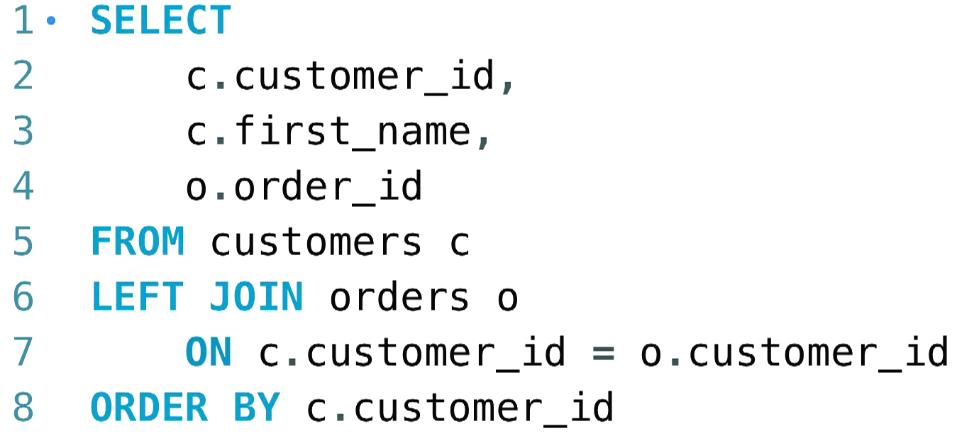 1 SELECT
2 c.customer_id,
3 c.first_name,
4 o.order_id
5 FROM customers c
6 LEFT JOIN orders o
7 ON c.customer_id = o.customer_id
8 ORDER BY c.customer_id